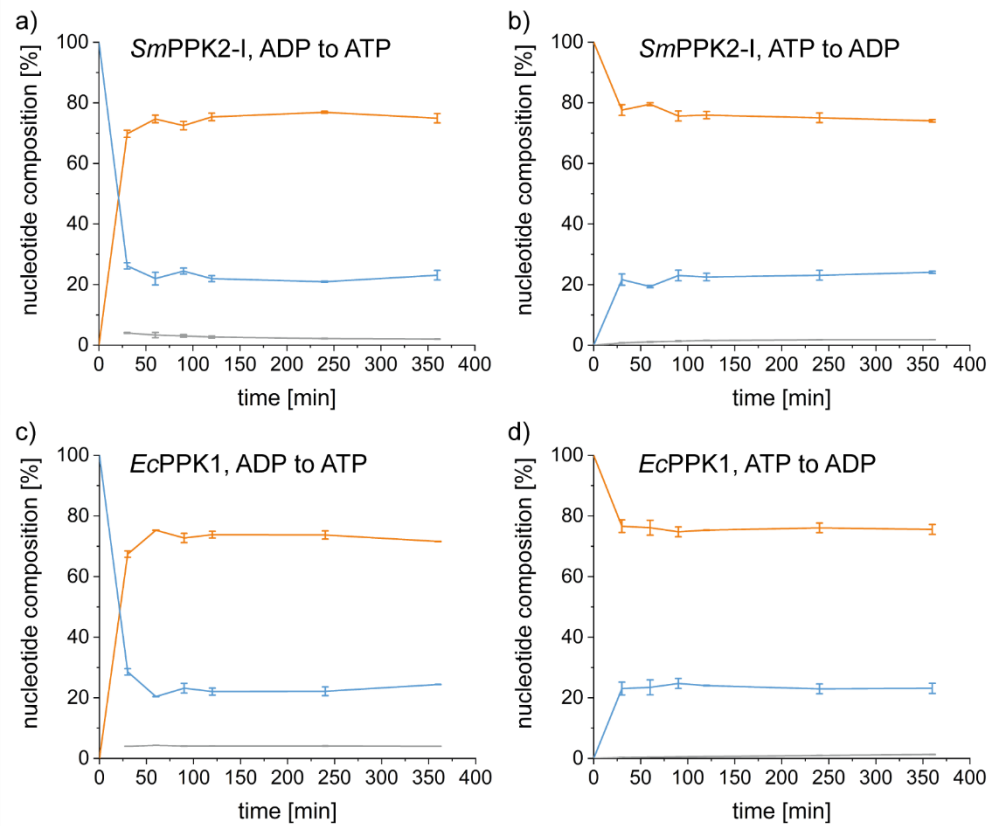 a)
SmPPK2-I, ADP to ATP
nucleotide composition [%]
100
80
60
40
20
0
0 50 100 150 200 250 300 350 400
time [min]
b)
SmPPK2-I, ATP to ADP
nucleotide composition [%]
100
80
60
40
20
0
0 50 100 150 200 250 300 350 400
time [min]
c)
EcPPK1, ADP to ATP
nucleotide composition [%]
100
80
60
40
20
0
0 50 100 150 200 250 300 350 400
time [min]
d)
EcPPK1, ATP to ADP
nucleotide composition [%]
100
80
60
40
20
0
0 50 100 150 200 250 300 350 400
time [min]